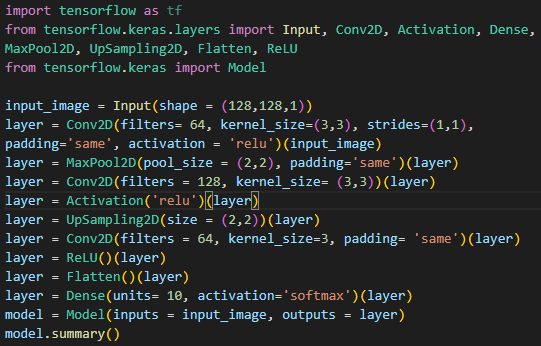 import tensorflow as tf
from tensorflow.keras.layers import Input, Conv2D, Activation, Dense,
MaxPool2D, UpSampling2D, Flatten, ReLU
from tensorflow.keras import Model

input_image = Input(shape = (128,128,1))
layer = Conv2D(filters= 64, kernel_size=(3,3), strides=(1,1),
padding='same', activation = 'relu')(input_image)
layer = MaxPool2D(pool_size = (2,2), padding='same')(layer)
layer = Conv2D(filters = 128, kernel_size= (3,3))(layer)
layer = Activation('relu')(layer)
layer = UpSampling2D(size = (2,2))(layer)
layer = Conv2D(filters = 64, kernel_size=3, padding= 'same')(layer)
layer = ReLU()(layer)
layer = Flatten()(layer)
layer = Dense(units= 10, activation='softmax')(layer)
model = Model(inputs = input_image, outputs = layer)
model.summary()